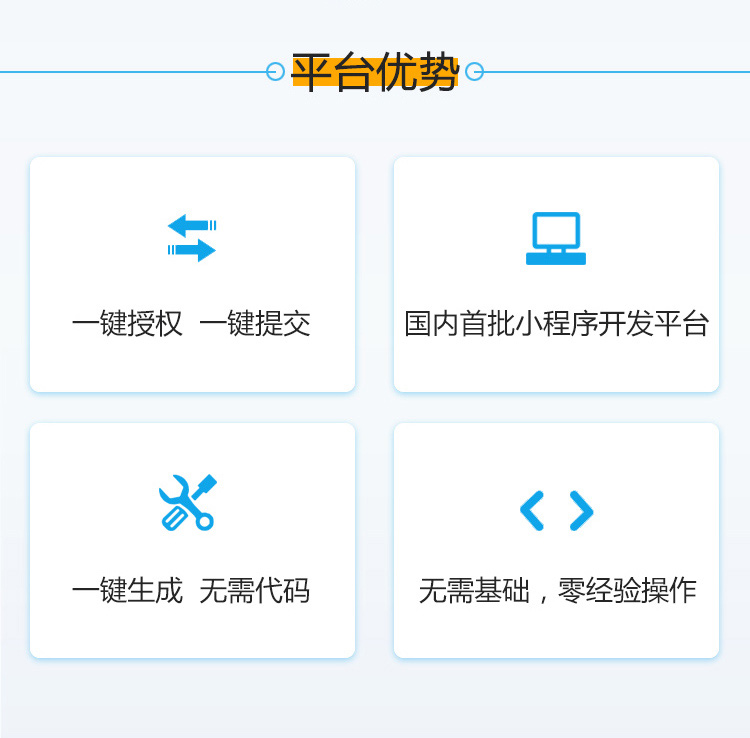 平台优势
一键授权 一键提交
国内首批小程序开发平台
一键生成 无需代码
无需基础，零经验操作